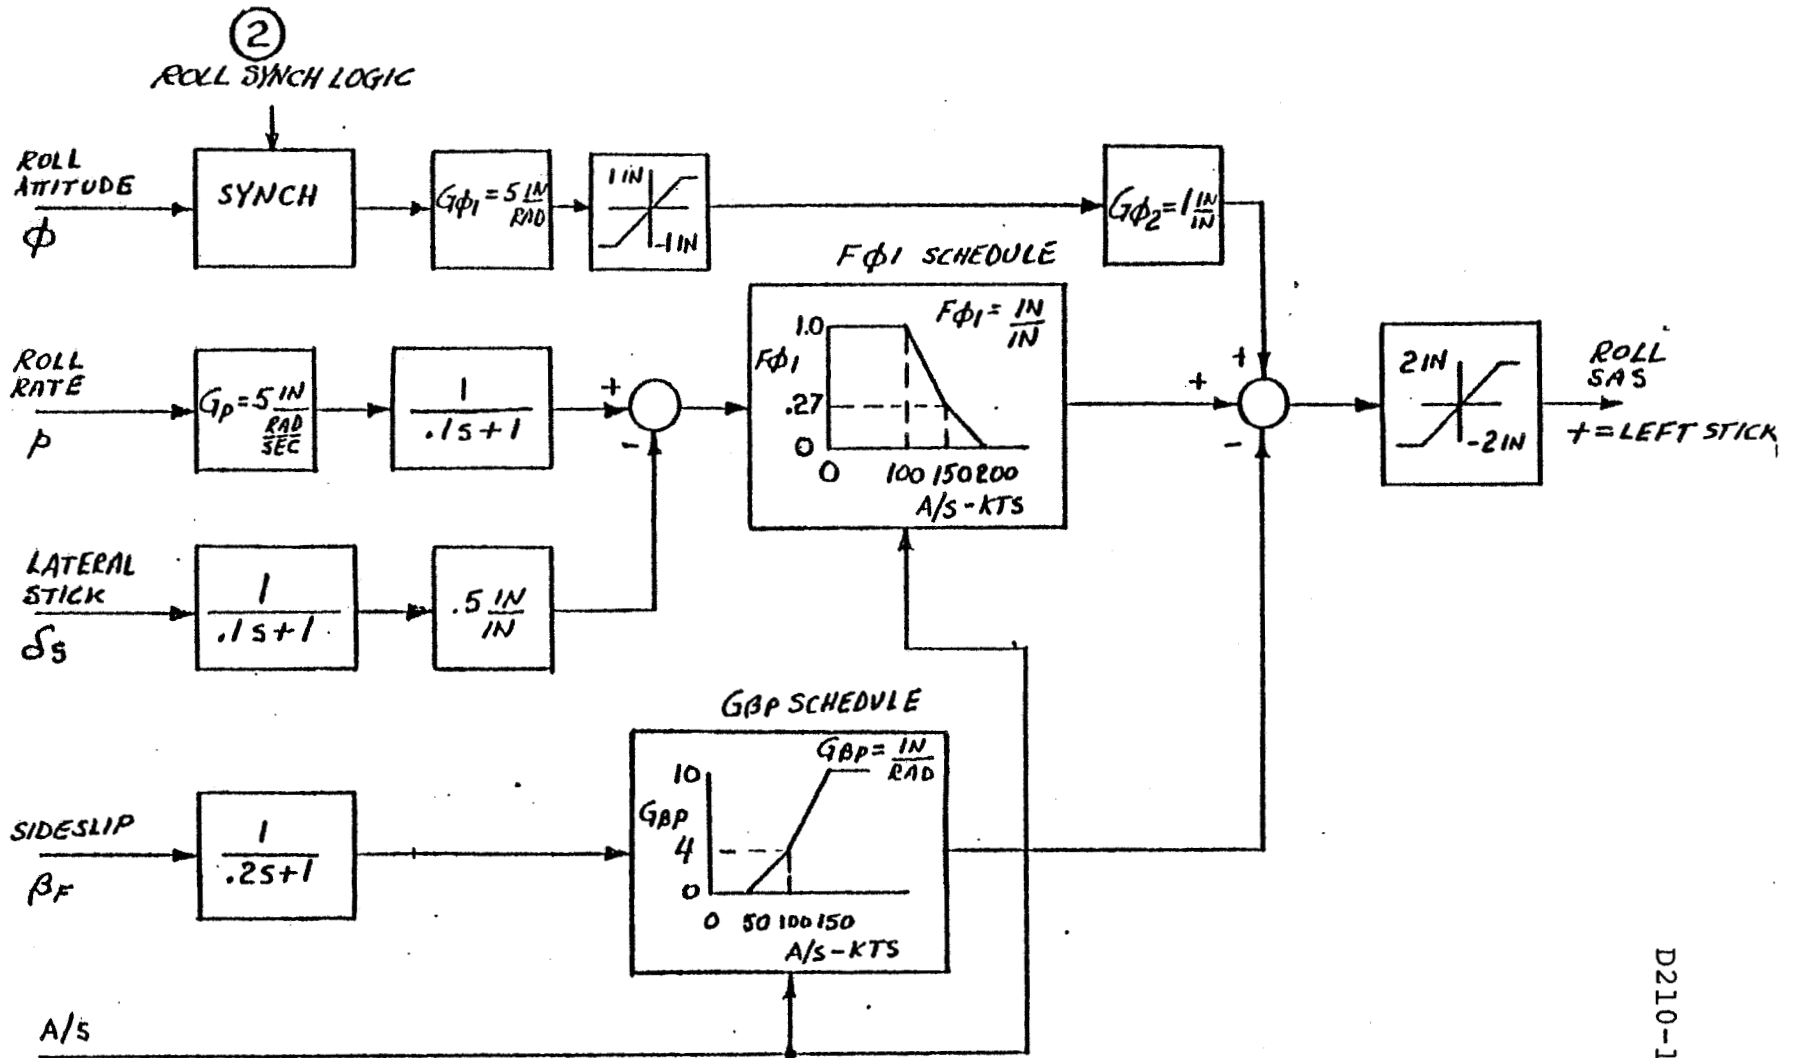 2
ROLL SYNCH LOGIC
ROLL
ATTITUDE
ϕ
SYNCH
Gϕ1 = 5 IN
RAD
1 IN
-1 IN
Gϕ2 = 1 IN
IN
Fϕ1 SCHEDULE
Fϕ1 = IN
IN
1.0
Fϕ1
.27
0
0 100 150 200
A/S - KTS
ROLL
RATE
p
Gp = 5 IN
RAD
SEC
1
.1s+1
+
-
+
+
-
2 IN
-2 IN
ROLL
SAS
+ = LEFT STICK
LATERAL
STICK
δs
1
.1s+1
.5 IN
IN
GβP SCHEDULE
GβP = IN
RAD
10
GβP
4
0
0 50 100 150
A/S - KTS
SIDESLIP
βF
1
.2s+1
A/S
D210-1